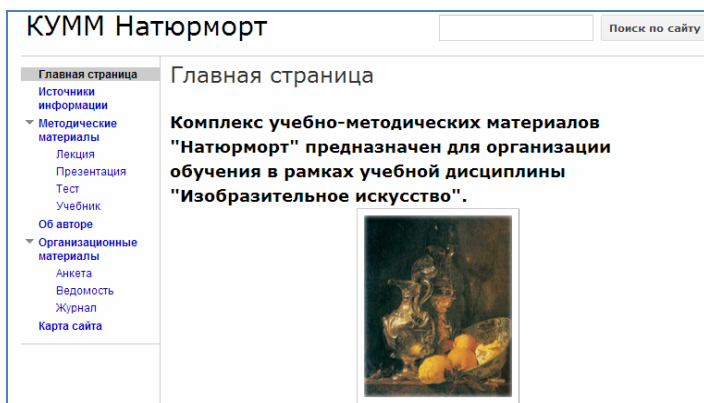 КУММ Натюрморт
Поиск по сайту
Главная страница
Источники
информации
Методические
материалы
Лекция
Презентация
Тест
Учебник
Об авторе
Организационные
материалы
Анкета
Ведомость
Журнал
Карта сайта
Главная страница
Комплекс учебно-методических материалов
"Натюрморт" предназначен для организации
обучения в рамках учебной дисциплины
"Изобразительное искусство".